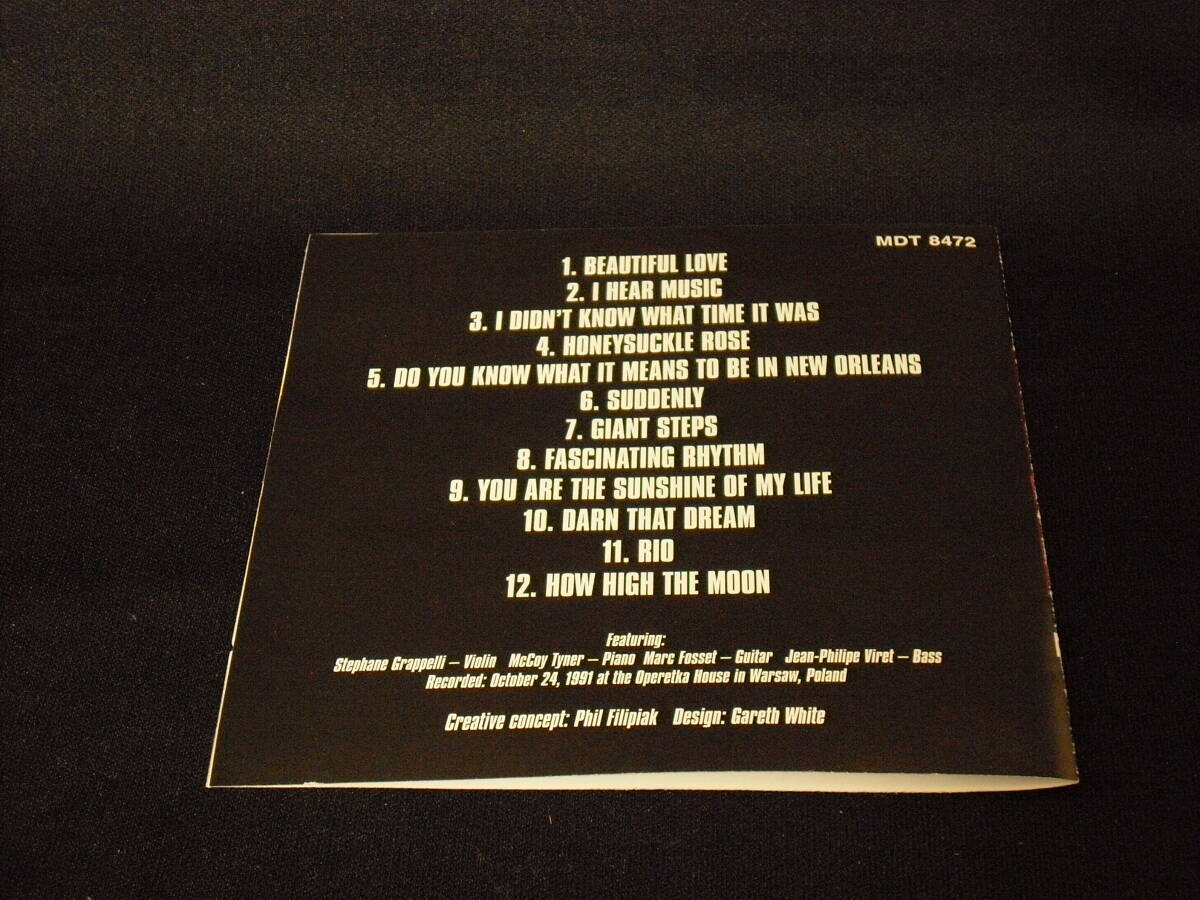 MDT 8472
1. BEAUTIFUL LOVE
2. I HEAR MUSIC
3. I DIDN'T KNOW WHAT TIME IT WAS
4. HONEYSUCKLE ROSE
5. DO YOU KNOW WHAT IT MEANS TO BE IN NEW ORLEANS
6. SUDDENLY
7. GIANT STEPS
8. FASCINATING RHYTHM
9. YOU ARE THE SUNSHINE OF MY LIFE
10. DARN THAT DREAM
11. RIO
12. HOW HIGH THE MOON
Featuring:
Stephane Grappelli – Violin McCoy Tyner – Piano Marc Fosset – Guitar Jean-Philipe Viret – Bass
Recorded: October 24, 1991 at the Operetka House in Warsaw, Poland
Creative concept: Phil Filipiak Design: Gareth White